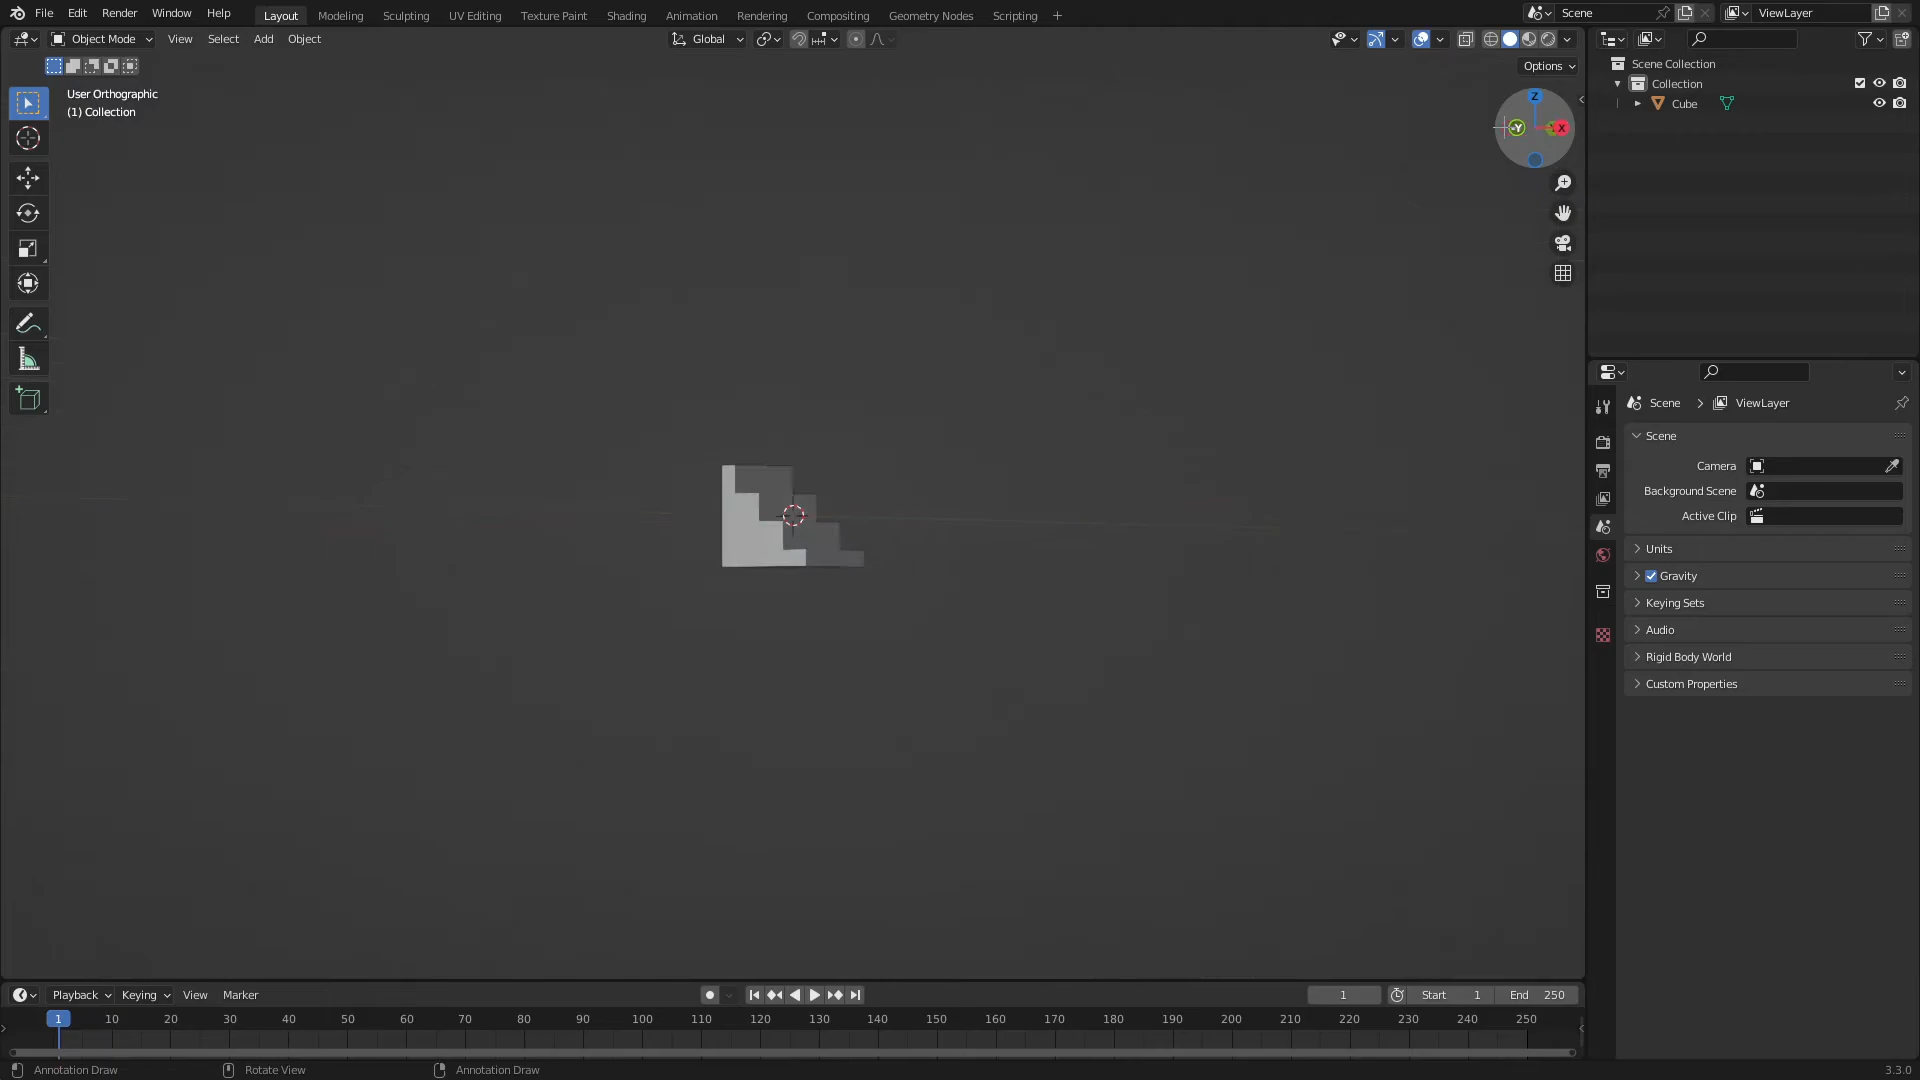 File Edit Render Window Help Layout Modeling Sculpting UV Editing Texture Paint Shading Animation Rendering Compositing Geometry Nodes Scripting + Scene ViewLayer
Object Mode View Select Add Object Global
Options
User Orthographic
(1) Collection
Z
-Y X
Scene Collection
Collection
Cube
Scene > ViewLayer
Scene
Camera
Background Scene
Active Clip
Units
Gravity
Keying Sets
Audio
Rigid Body World
Custom Properties
Playback Keying View Marker 1 Start 1 End 250
1 10 20 30 40 50 60 70 80 90 100 110 120 130 140 150 160 170 180 190 200 210 220 230 240 250
Annotation Draw Rotate View Annotation Draw 3.3.0